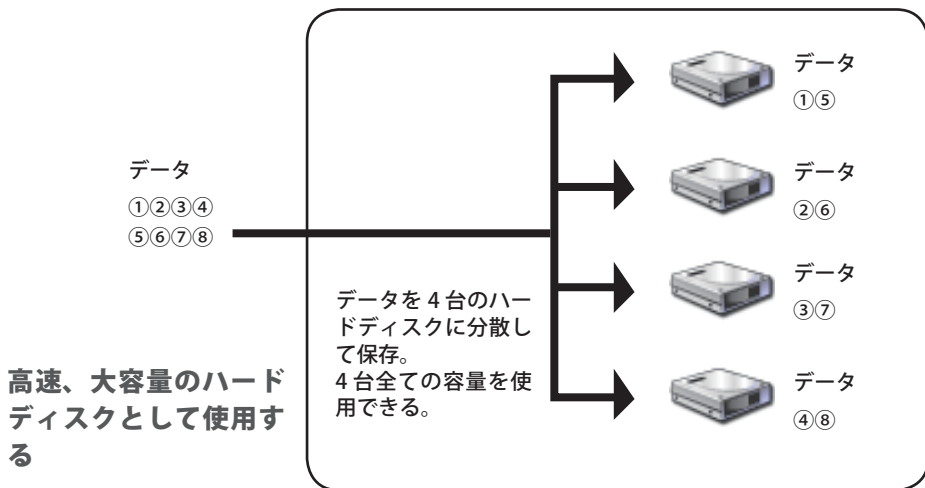 データ
①②③④
⑤⑥⑦⑧
データを 4 台のハー
ドディスクに分散し
て保存。
4 台全ての容量を使
用できる。
高速、大容量のハード
ディスクとして使用す
る
データ
①⑤
データ
②⑥
データ
③⑦
データ
④⑧